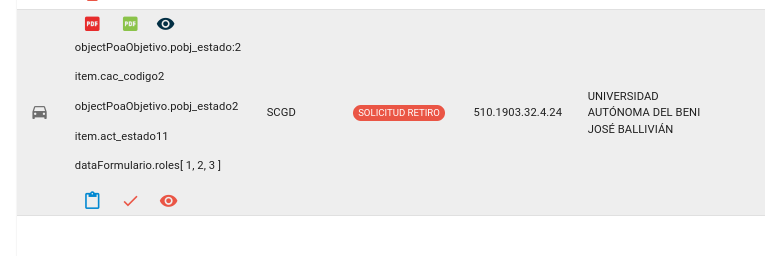 PDF PDF
objectPoaObjetivo.pobj_estado:2
item.cac_codigo2
objectPoaObjetivo.pobj_estado2
item.act_estado11
dataFormulario.roles[ 1, 2, 3 ]
SCGD
SOLICITUD RETIRO
510.1903.32.4.24
UNIVERSIDAD
AUTÓNOMA DEL BENI
JOSÉ BALLIVIÁN